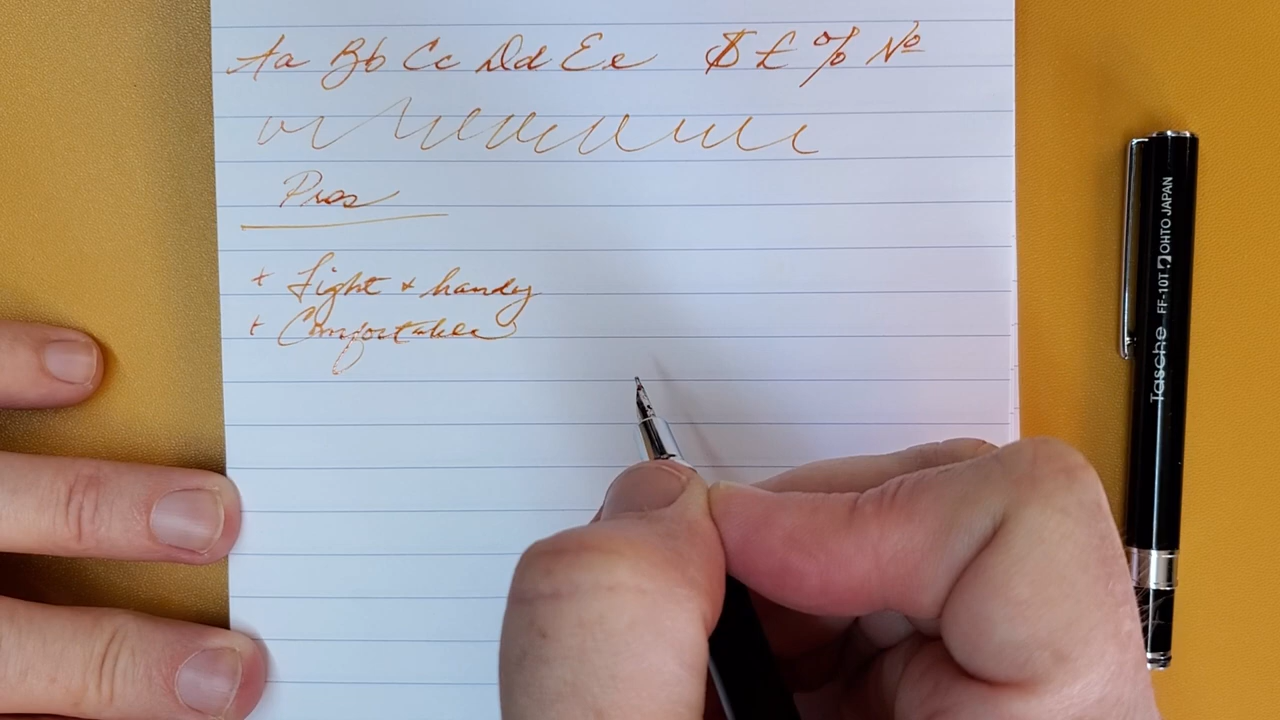 Aa Bb Cc Dd Ee $ £ % №
Pros
+ Light + handy
+ Comfortable
Tasche FF-10T OHTO JAPAN